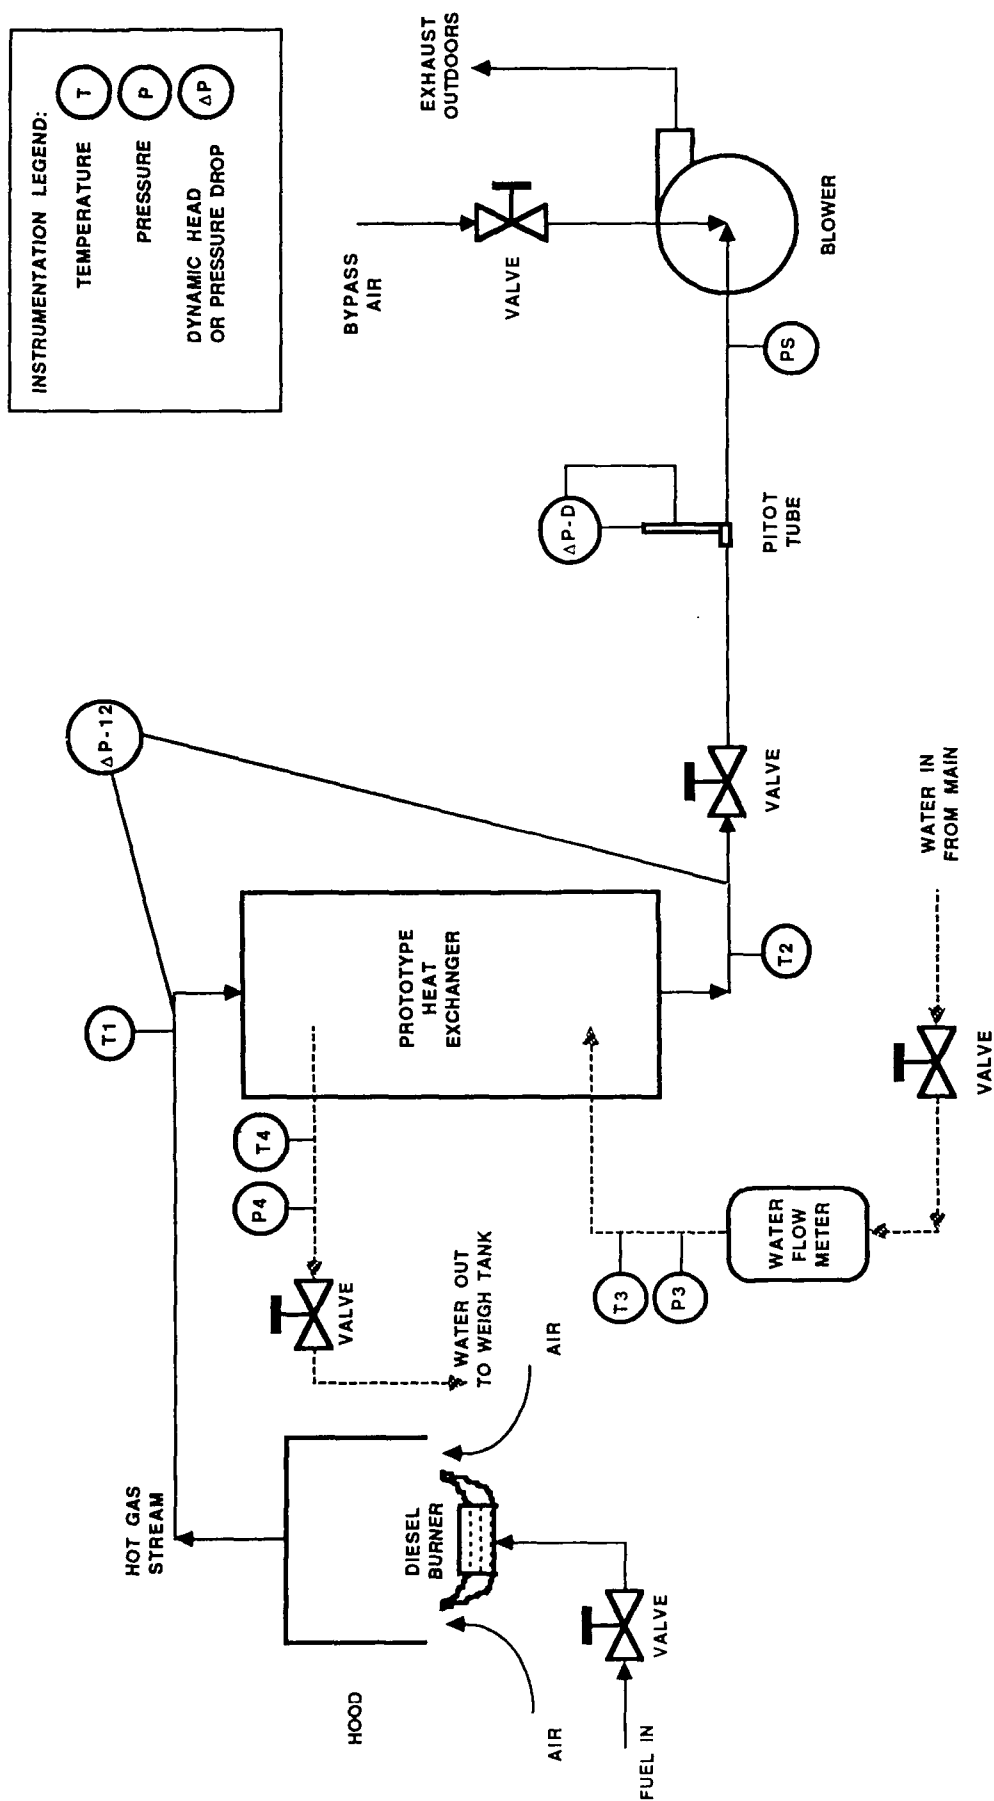 INSTRUMENTATION LEGEND:
TEMPERATURE
T
PRESSURE
P
DYNAMIC HEAD
OR PRESSURE DROP
ΔP
HOT GAS
STREAM
T1
ΔP-12
HOOD
DIESEL
BURNER
AIR
AIR
FUEL IN
VALVE
P4
T4
VALVE
WATER OUT
TO WEIGH TANK
PROTOTYPE
HEAT
EXCHANGER
T3
P3
WATER
FLOW
METER
VALVE
WATER IN
FROM MAIN
T2
VALVE
ΔP-D
PITOT
TUBE
PS
BYPASS
AIR
VALVE
BLOWER
EXHAUST
OUTDOORS